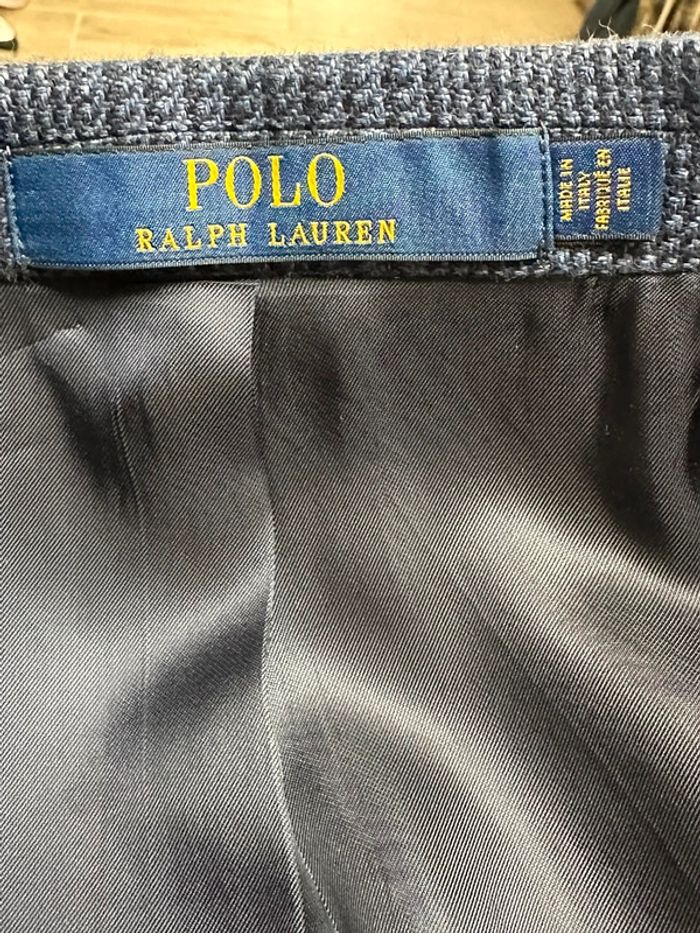 POLO
RALPH LAUREN
MADE IN
ITALY
FABRIQUÉ EN
ITALIE